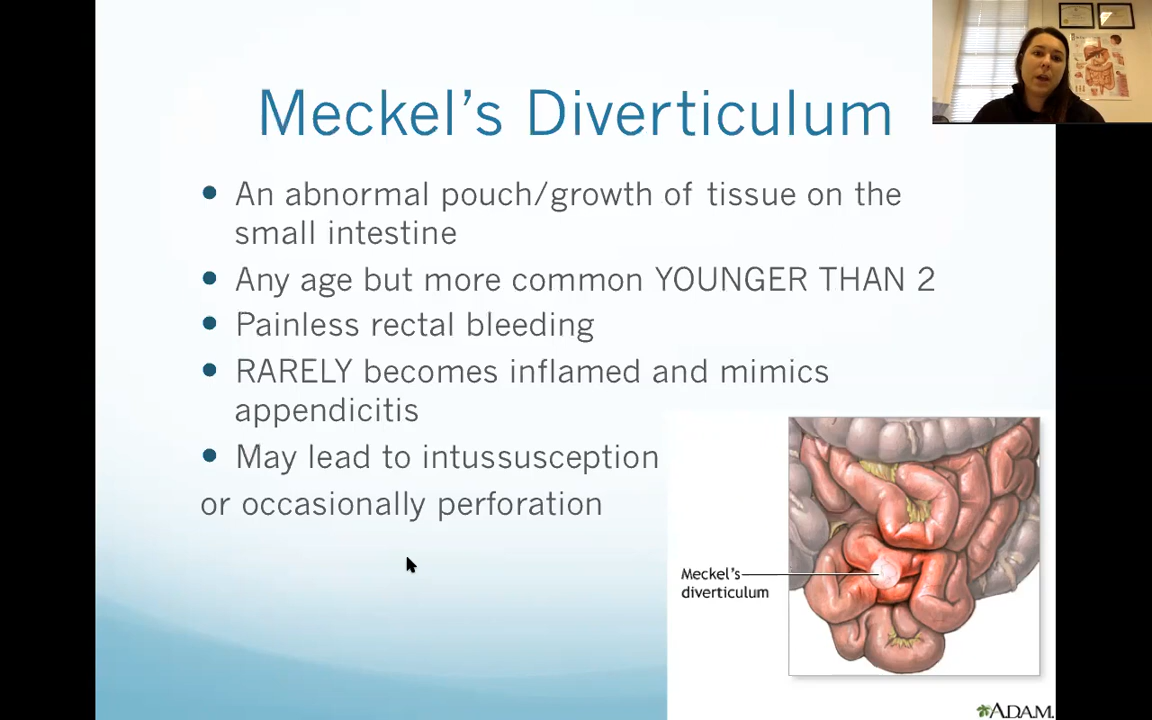 Meckel's Diverticulum
• An abnormal pouch/growth of tissue on the
small intestine
• Any age but more common YOUNGER THAN 2
• Painless rectal bleeding
• RARELY becomes inflamed and mimics
appendicitis
• May lead to intussusception
or occasionally perforation
Meckel's
diverticulum
ADAM.